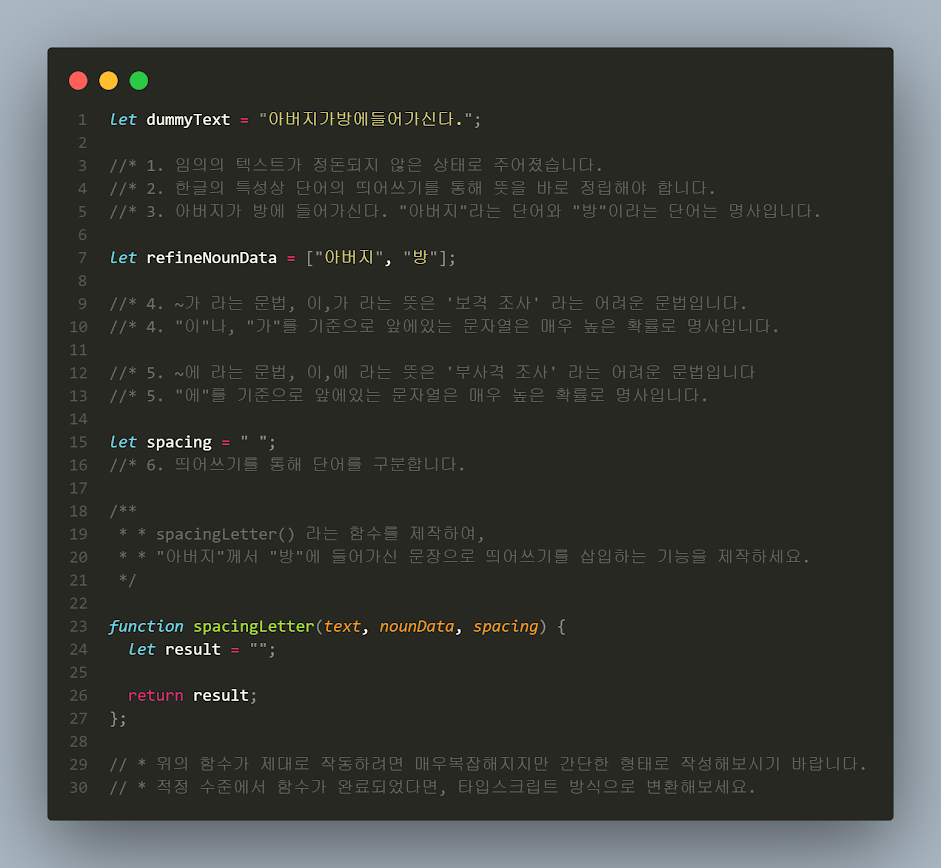 1 let dummyText = "아버지가방에들어가신다.";
2
3 //* 1. 임의의 텍스트가 정돈되지 않은 상태로 주어졌습니다.
4 //* 2. 한글의 특성상 단어의 띄어쓰기를 통해 뜻을 바로 정립해야 합니다.
5 //* 3. 아버지가 방에 들어가신다. "아버지"라는 단어와 "방"이라는 단어는 명사입니다.
6
7 let refineNounData = ["아버지", "방"];
8
9 //* 4. ~가 라는 문법, 이,가 라는 뜻은 '보격 조사' 라는 어려운 문법입니다.
10 //* 4. "이"나, "가"를 기준으로 앞에있는 문자열은 매우 높은 확률로 명사입니다.
11
12 //* 5. ~에 라는 문법, 이,에 라는 뜻은 '부사격 조사' 라는 어려운 문법입니다
13 //* 5. "에"를 기준으로 앞에있는 문자열은 매우 높은 확률로 명사입니다.
14
15 let spacing = " ";
16 //* 6. 띄어쓰기를 통해 단어를 구분합니다.
17
18 /**
19  * * spacingLetter() 라는 함수를 제작하여,
20  * * "아버지"께서 "방"에 들어가신 문장으로 띄어쓰기를 삽입하는 기능을 제작하세요.
21  */
22
23 function spacingLetter(text, nounData, spacing) {
24   let result = "";
25
26   return result;
27 };
28
29 // * 위의 함수가 제대로 작동하려면 매우복잡해지지만 간단한 형태로 작성해보시기 바랍니다.
30 // * 적정 수준에서 함수가 완료되었다면, 타입스크립트 방식으로 변환해보세요.